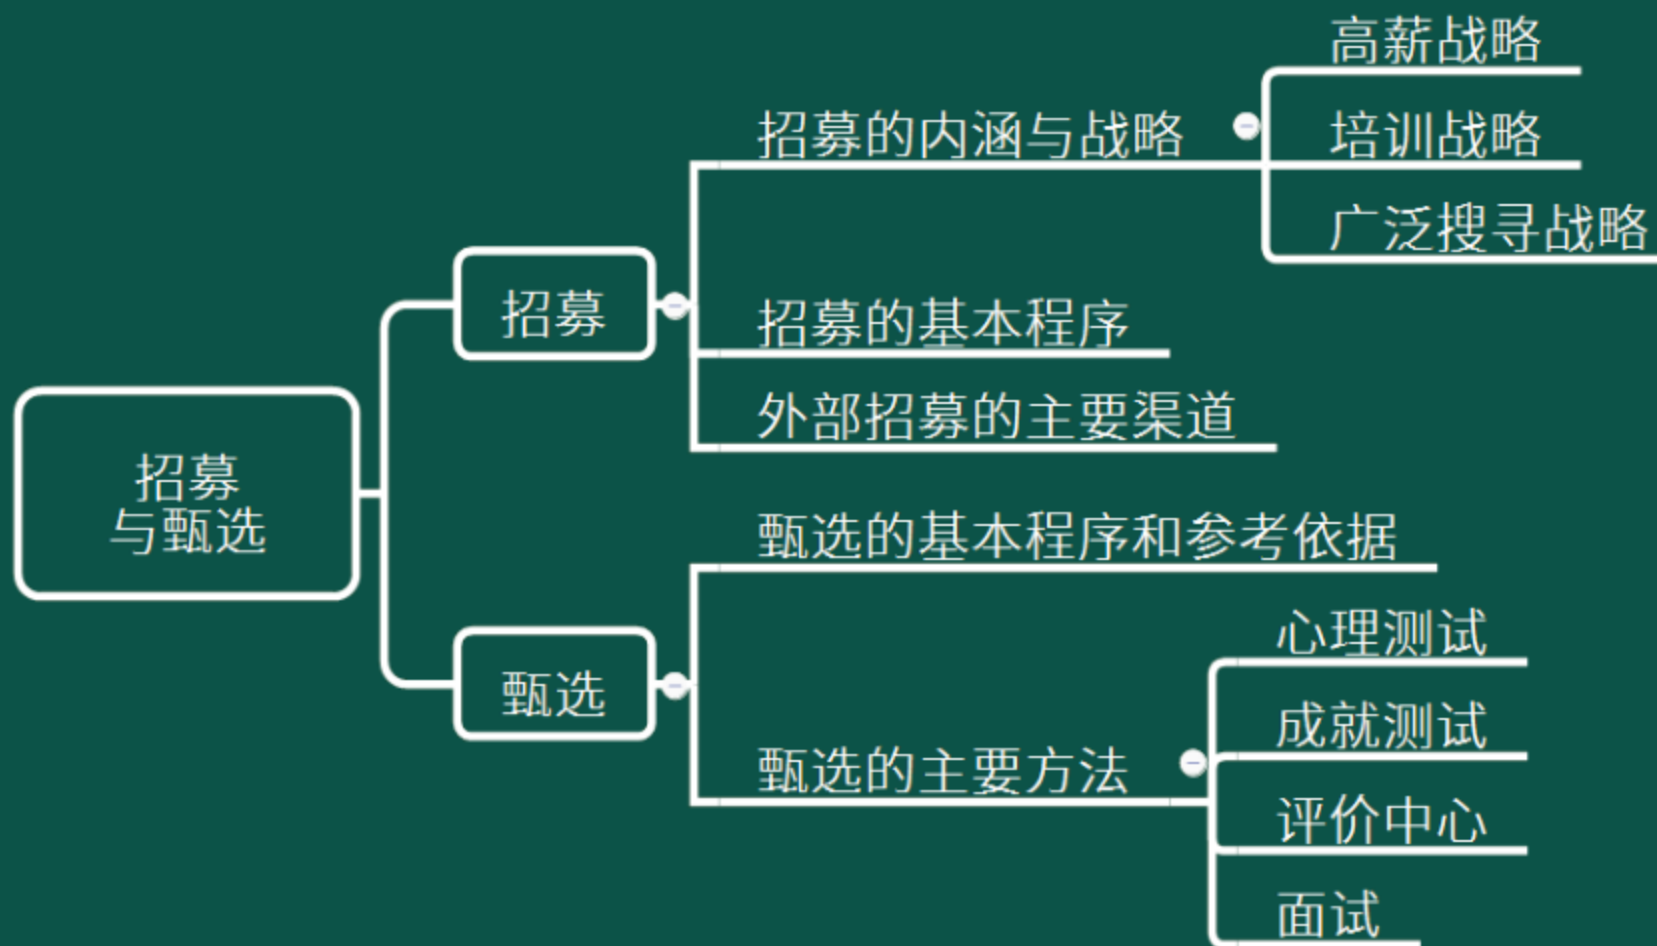 高薪战略
招募的内涵与战略
培训战略
广泛搜寻战略
招募
招募的基本程序
外部招募的主要渠道
招募
与甄选
甄选的基本程序和参考依据
心理测试
甄选
成就测试
甄选的主要方法
评价中心
面试